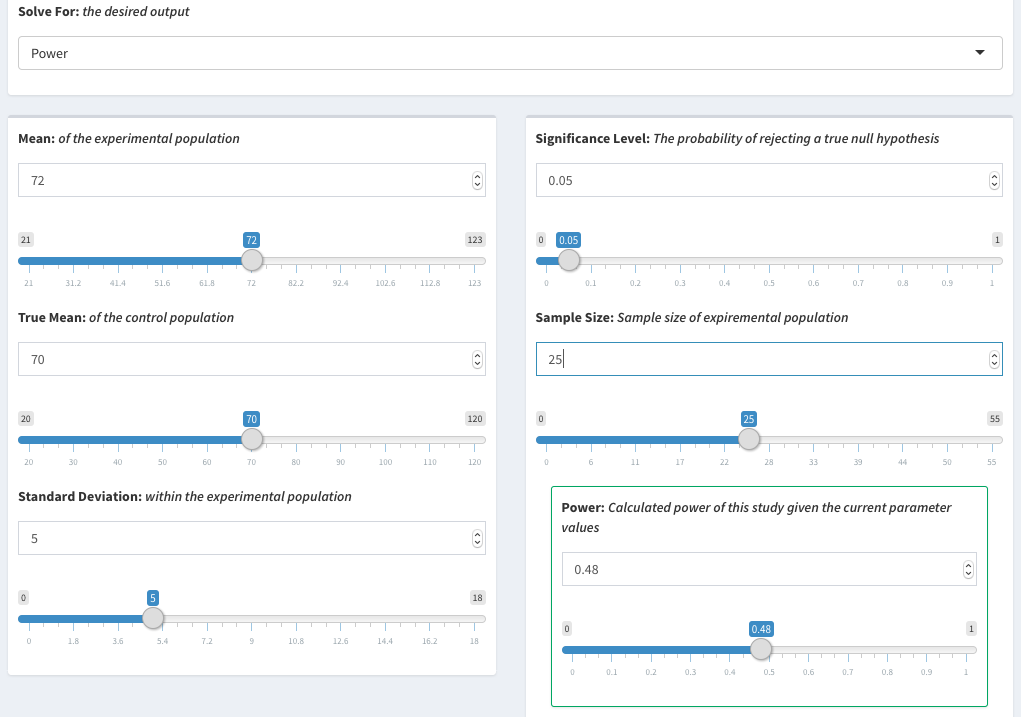 Solve For: the desired output
Power
Mean: of the experimental population
72
21 72 123
21 31.2 41.4 51.6 61.8 72 82.2 92.4 102.6 112.8 123
True Mean: of the control population
70
20 70 120
20 30 40 50 60 70 80 90 100 110 120
Standard Deviation: within the experimental population
5
0 5 18
0 1.8 3.6 5.4 7.2 9 10.8 12.6 14.4 16.2 18
Significance Level: The probability of rejecting a true null hypothesis
0.05
0 0.05 1
0 0.1 0.2 0.3 0.4 0.5 0.6 0.7 0.8 0.9 1
Sample Size: Sample size of expiremental population
25
0 25 55
0 6 11 17 22 28 33 39 44 50 55
Power: Calculated power of this study given the current parameter
values
0.48
0 0.48 1
0 0.1 0.2 0.3 0.4 0.5 0.6 0.7 0.8 0.9 1